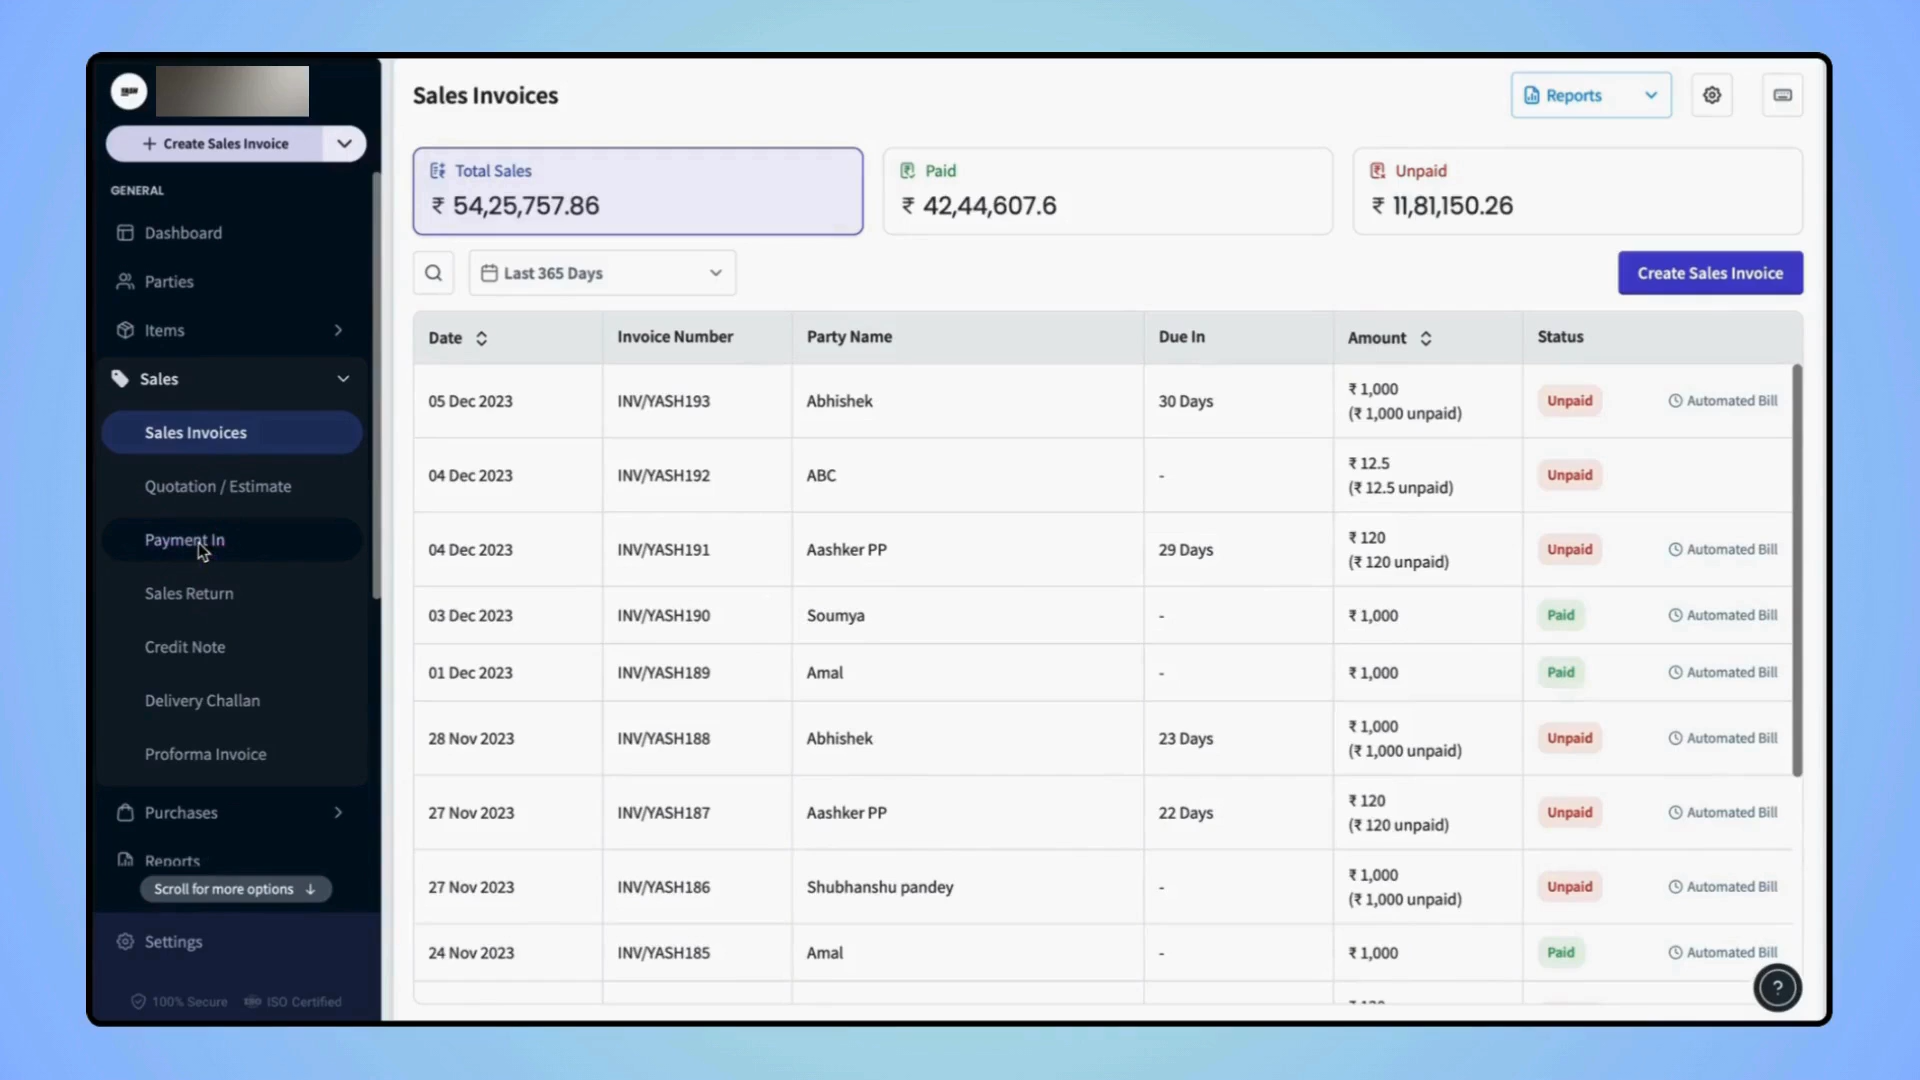 YASH
Create Sales Invoice
GENERAL
Dashboard
Parties
Items
Sales
Sales Invoices
Quotation / Estimate
Payment In
Sales Return
Credit Note
Delivery Challan
Proforma Invoice
Purchases
Reports
Scroll for more options ↓
Settings
100% Secure ISO Certified
Sales Invoices
Reports
Total Sales
₹ 54,25,757.86
Paid
₹ 42,44,607.6
Unpaid
₹ 11,81,150.26
Last 365 Days
Create Sales Invoice
Date Invoice Number Party Name Due In Amount Status
05 Dec 2023 INV/YASH193 Abhishek 30 Days ₹ 1,000 Unpaid Automated Bill
(₹ 1,000 unpaid)
04 Dec 2023 INV/YASH192 ABC - ₹ 12.5 Unpaid
(₹ 12.5 unpaid)
04 Dec 2023 INV/YASH191 Aashker PP 29 Days ₹ 120 Unpaid Automated Bill
(₹ 120 unpaid)
03 Dec 2023 INV/YASH190 Soumya - ₹ 1,000 Paid Automated Bill
01 Dec 2023 INV/YASH189 Amal - ₹ 1,000 Paid Automated Bill
28 Nov 2023 INV/YASH188 Abhishek 23 Days ₹ 1,000 Unpaid Automated Bill
(₹ 1,000 unpaid)
27 Nov 2023 INV/YASH187 Aashker PP 22 Days ₹ 120 Unpaid Automated Bill
(₹ 120 unpaid)
27 Nov 2023 INV/YASH186 Shubhanshu pandey - ₹ 1,000 Unpaid Automated Bill
(₹ 1,000 unpaid)
24 Nov 2023 INV/YASH185 Amal - ₹ 1,000 Paid Automated Bill
?